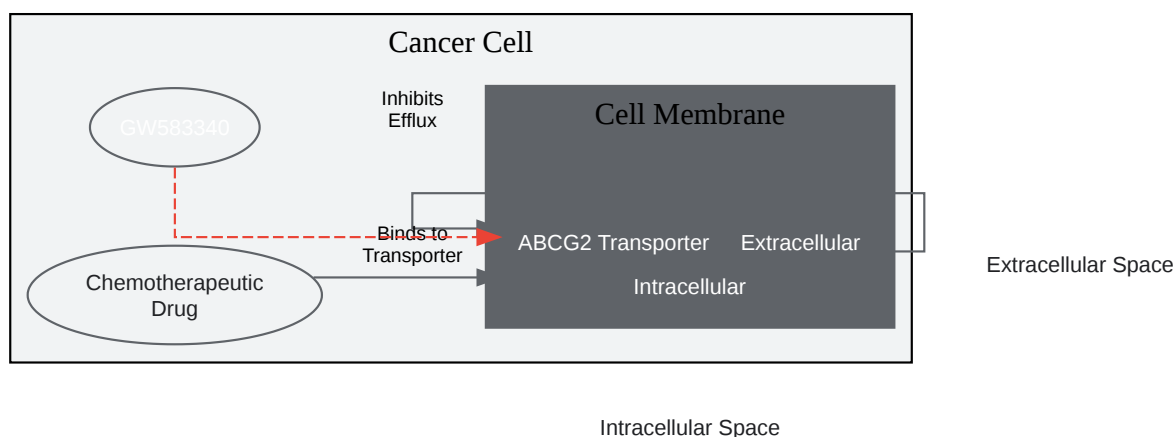 Cancer Cell
Inhibits
Efflux
Cell Membrane
GW583340
Binds to
Transporter
ABCG2 Transporter
Extracellular
Extracellular Space
Chemotherapeutic
Drug
Intracellular
Intracellular Space